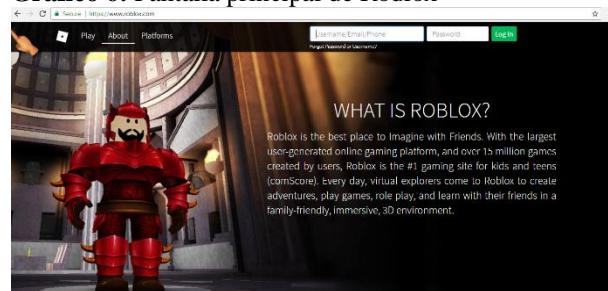 Gráfico 6. Pantalla principal de Roblox
Secure | https://www.roblox.com
Play About Platforms Username/Email/Phone Password Log In
Forgot Password or Username?
WHAT IS ROBLOX?
Roblox is the best place to Imagine with Friends. With the largest
user-generated online gaming platform, and over 15 million games
created by users, Roblox is the #1 gaming site for kids and teens
(comScore). Every day, virtual explorers come to Roblox to create
adventures, play games, role play, and learn with their friends in a
family-friendly, immersive, 3D environment.